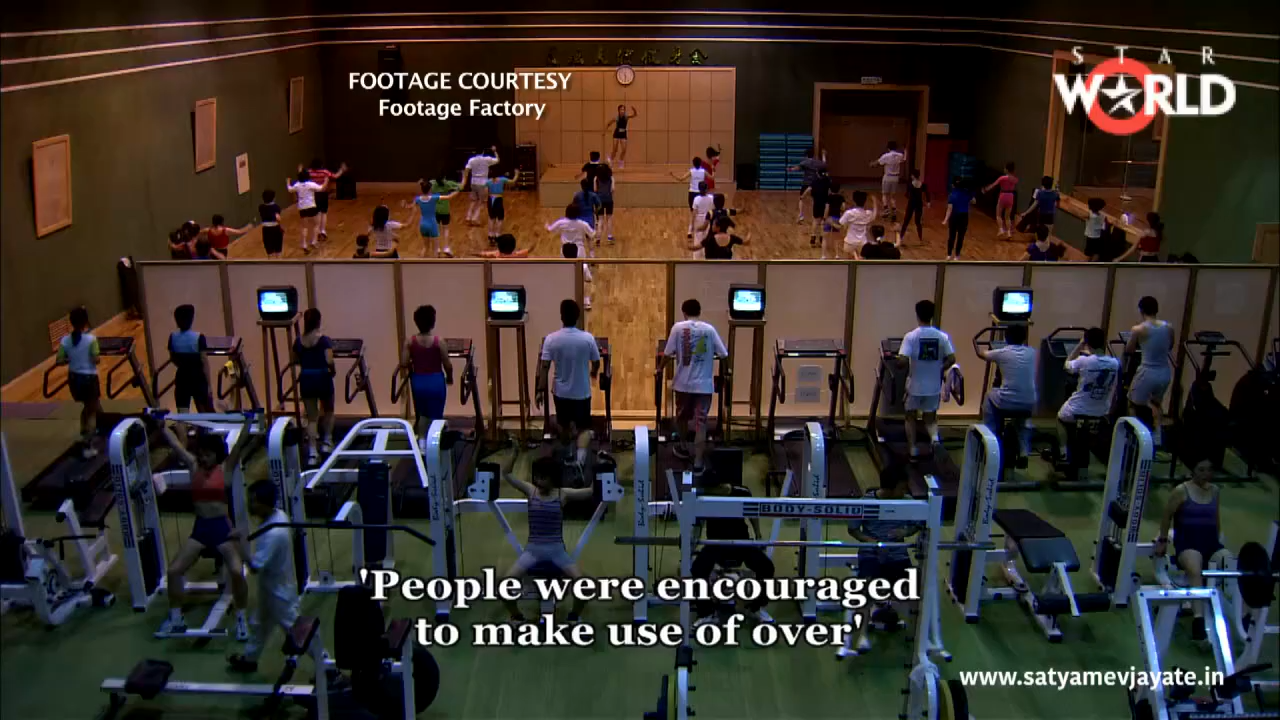 FOOTAGE COURTESY
Footage Factory
STAR
WORLD
BODY-SOLID
'People were encouraged
to make use of over'
www.satyamevjayate.in